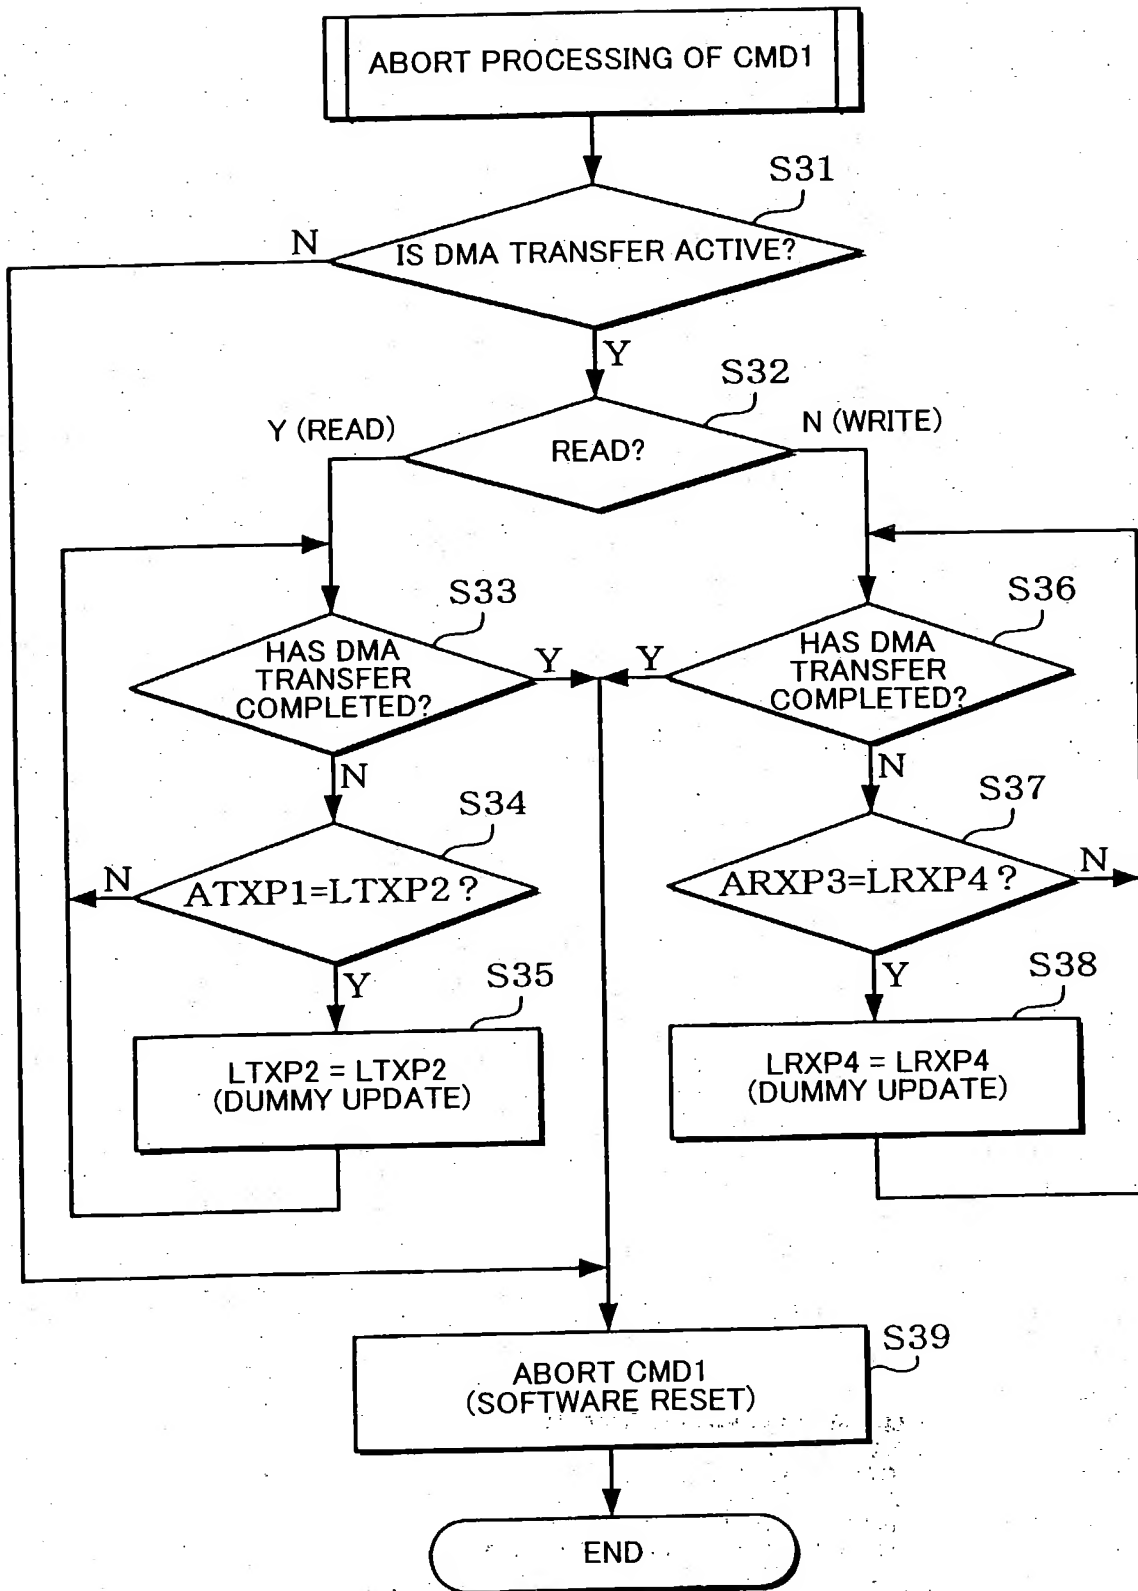 ABORT PROCESSING OF CMD1
S31
N
IS DMA TRANSFER ACTIVE?
Y
S32
Y (READ)
N (WRITE)
READ?
S33
S36
HAS DMA
TRANSFER
COMPLETED?
Y
Y
HAS DMA
TRANSFER
COMPLETED?
N
N
S34
S37
N
ATXP1=LTXP2?
ARXP3=LRXP4?
N
Y
Y
S35
S38
LTXP2 = LTXP2
(DUMMY UPDATE)
LRXP4 = LRXP4
(DUMMY UPDATE)
S39
ABORT CMD1
(SOFTWARE RESET)
END